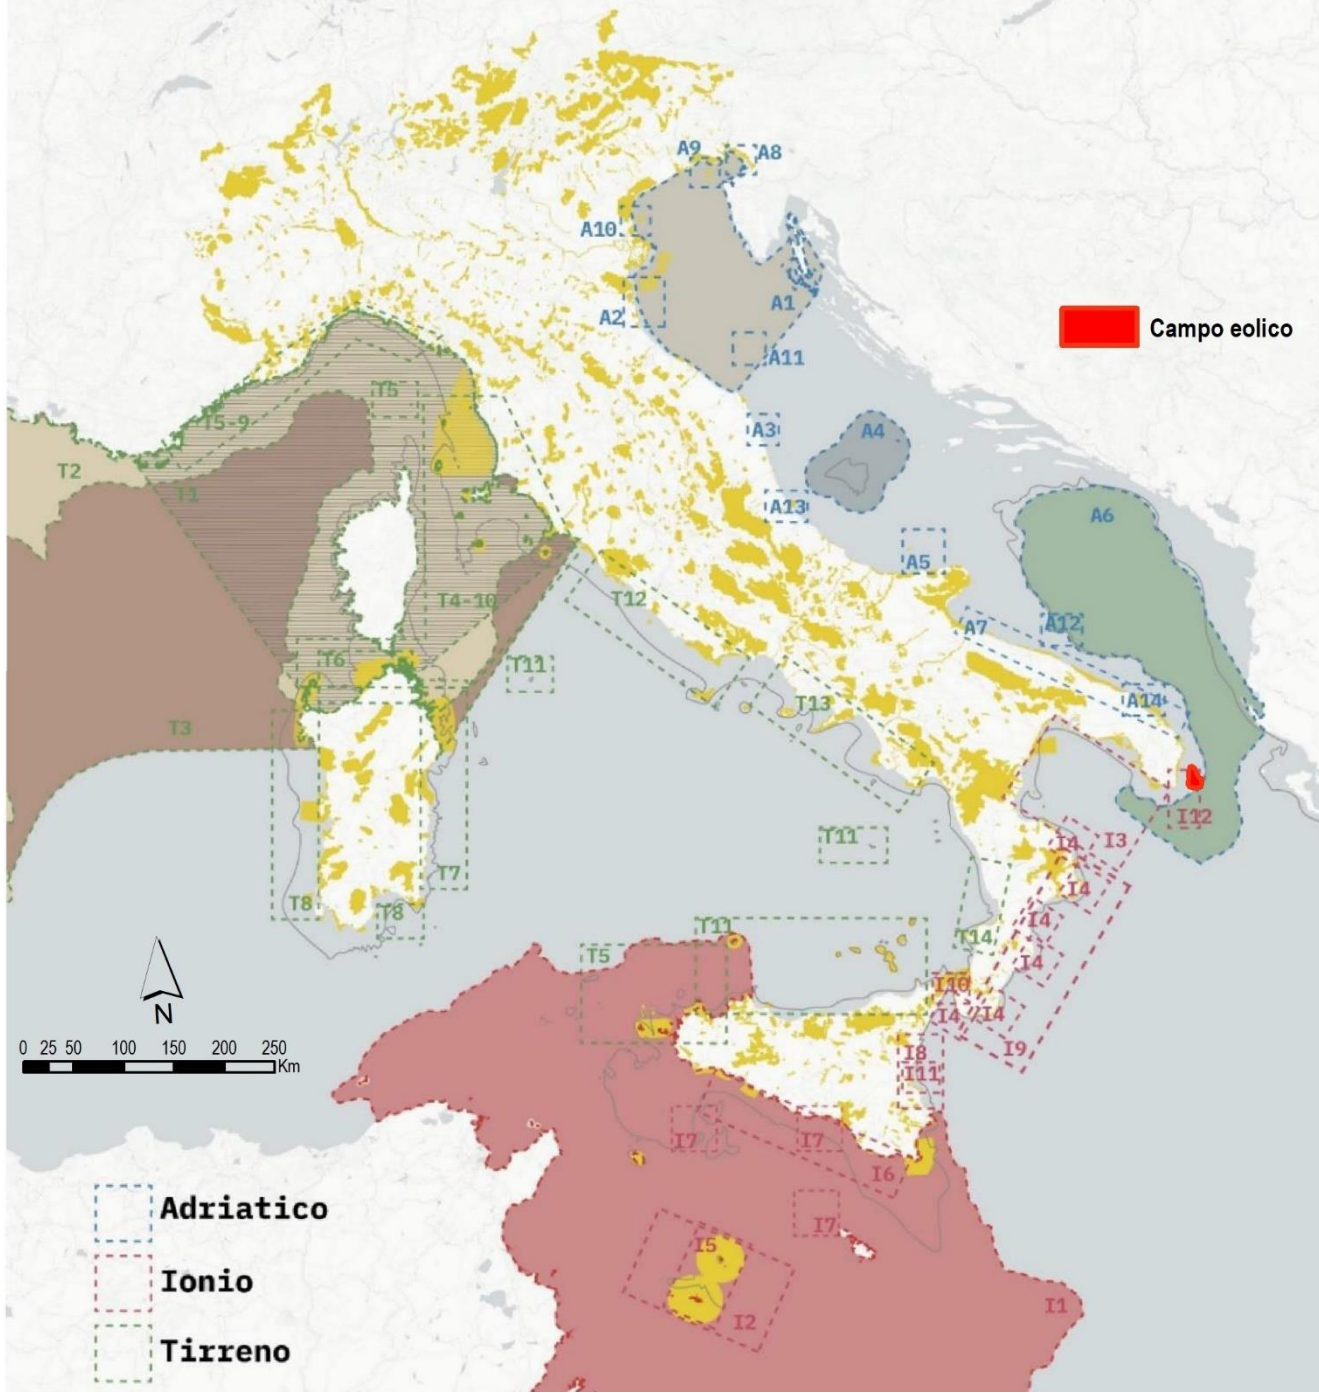 A9
A8
A10
Campo eolico
A1
A2
A11
T5
T5-9
A3
A4
T2
T1
A13
A6
A5
T4-10
T12
A7
A12
T6
T11
T13
A14
T3
I12
T11
I4
I3
T7
I4
T8
T8
I4
T11
T14
T5
I4
I10
N
I4
I4
I9
0 25 50 100 150 200 250
Km
I8
I11
I7
I7
I6
Adriatico
I7
I5
Ionio
I1
I2
Tirreno